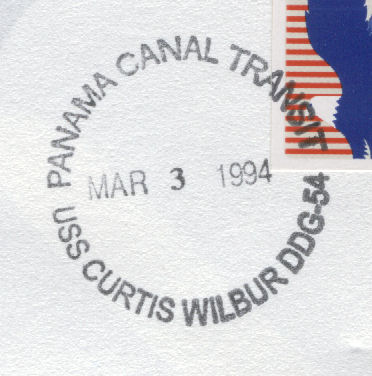 PANAMA CANAL TRANSIT
MAR 3 1994
USS CURTIS WILBUR DDG-54